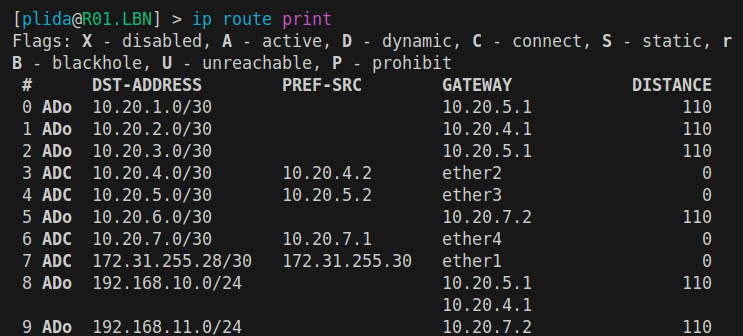 [plida@R01.LBN] > ip route print
Flags: X - disabled, A - active, D - dynamic, C - connect, S - static, r
B - blackhole, U - unreachable, P - prohibit
 #      DST-ADDRESS        PREF-SRC        GATEWAY            DISTANCE
 0 ADo  10.20.1.0/30                       10.20.5.1               110
 1 ADo  10.20.2.0/30                       10.20.4.1               110
 2 ADo  10.20.3.0/30                       10.20.5.1               110
 3 ADC  10.20.4.0/30       10.20.4.2       ether2                    0
 4 ADC  10.20.5.0/30       10.20.5.2       ether3                    0
 5 ADo  10.20.6.0/30                       10.20.7.2               110
 6 ADC  10.20.7.0/30       10.20.7.1       ether4                    0
 7 ADC  172.31.255.28/30   172.31.255.30   ether1                    0
 8 ADo  192.168.10.0/24                    10.20.5.1               110
                                           10.20.4.1
 9 ADo  192.168.11.0/24                    10.20.7.2               110